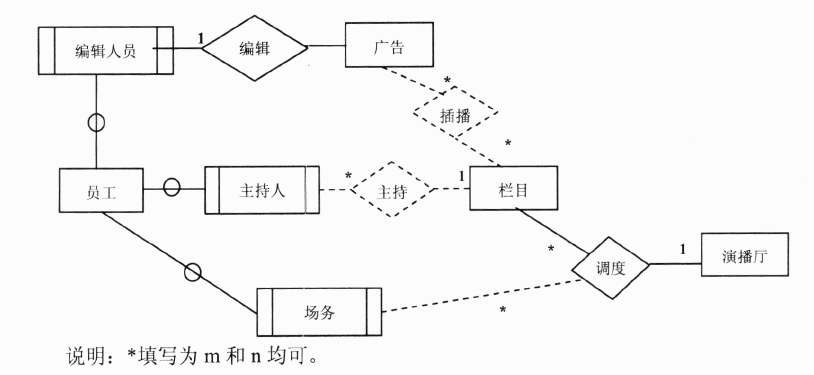 编辑人员 1 编辑 广告
*
插播
*
员工 主持人 * 主持 1 栏目
* 调度 1 演播厅
场务 *
说明：*填写为 m 和 n 均可。